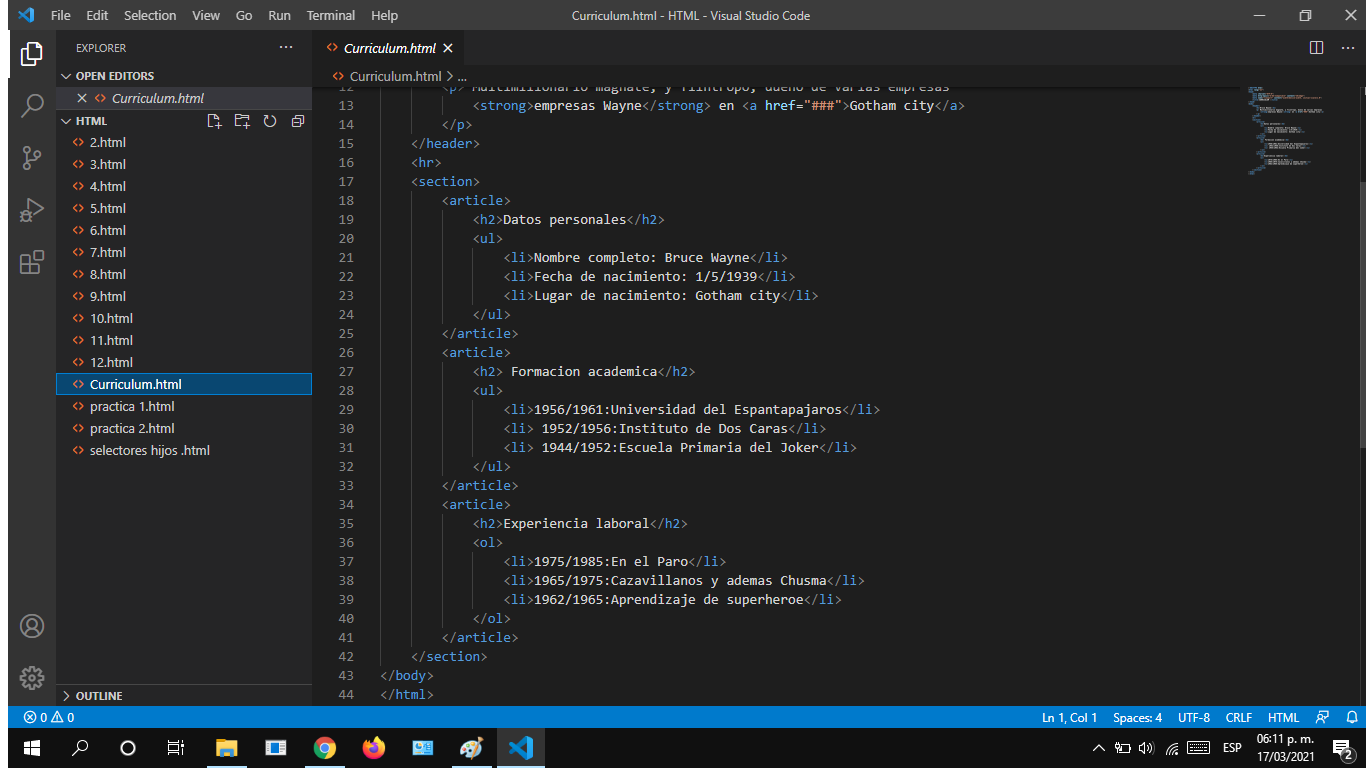 File Edit Selection View Go Run Terminal Help Curriculum.html - HTML - Visual Studio Code
EXPLORER
OPEN EDITORS
Curriculum.html
HTML
2.html
3.html
4.html
5.html
6.html
7.html
8.html
9.html
10.html
11.html
12.html
Curriculum.html
practica 1.html
practica 2.html
selectores hijos .html
OUTLINE
Curriculum.html
Curriculum.html > ...
12 <p> Multimillonario magnate, y filntropo, dueño de varias empresas
13 <strong>empresas Wayne</strong> en <a href="###">Gotham city</a>
14 </p>
15 </header>
16 <hr>
17 <section>
18 <article>
19 <h2>Datos personales</h2>
20 <ul>
21 <li>Nombre completo: Bruce Wayne</li>
22 <li>Fecha de nacimiento: 1/5/1939</li>
23 <li>Lugar de nacimiento: Gotham city</li>
24 </ul>
25 </article>
26 <article>
27 <h2> Formacion academica</h2>
28 <ul>
29 <li>1956/1961:Universidad del Espantapajaros</li>
30 <li> 1952/1956:Instituto de Dos Caras</li>
31 <li> 1944/1952:Escuela Primaria del Joker</li>
32 </ul>
33 </article>
34 <article>
35 <h2>Experiencia laboral</h2>
36 <ol>
37 <li>1975/1985:En el Paro</li>
38 <li>1965/1975:Cazavillanos y ademas Chusma</li>
39 <li>1962/1965:Aprendizaje de superheroe</li>
40 </ol>
41 </article>
42 </section>
43 </body>
44 </html>
0 0 Ln 1, Col 1 Spaces: 4 UTF-8 CRLF HTML
ESP
06:11 p. m.
17/03/2021
2